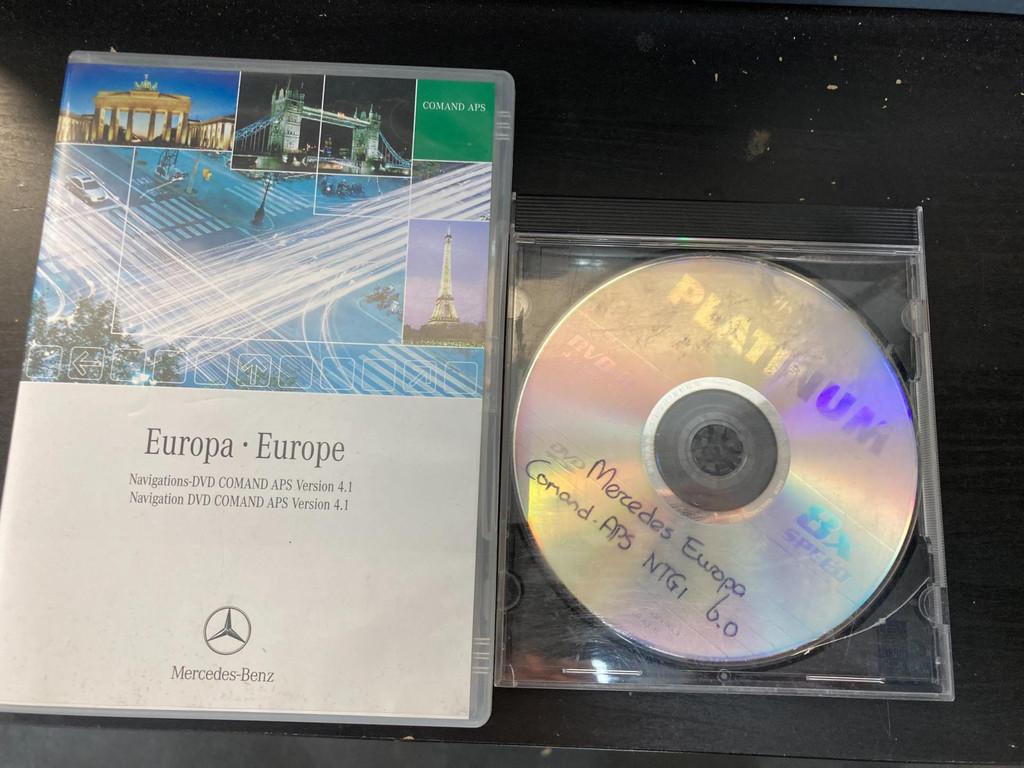 COMAND APS
Europa · Europe
Navigations-DVD COMAND APS Version 4.1
Navigation DVD COMAND APS Version 4.1
Mercedes-Benz
PLATINUM
DVD
DVD
Mercedes Europa
Comand-APS NTG1 6.0
8x
SPEED